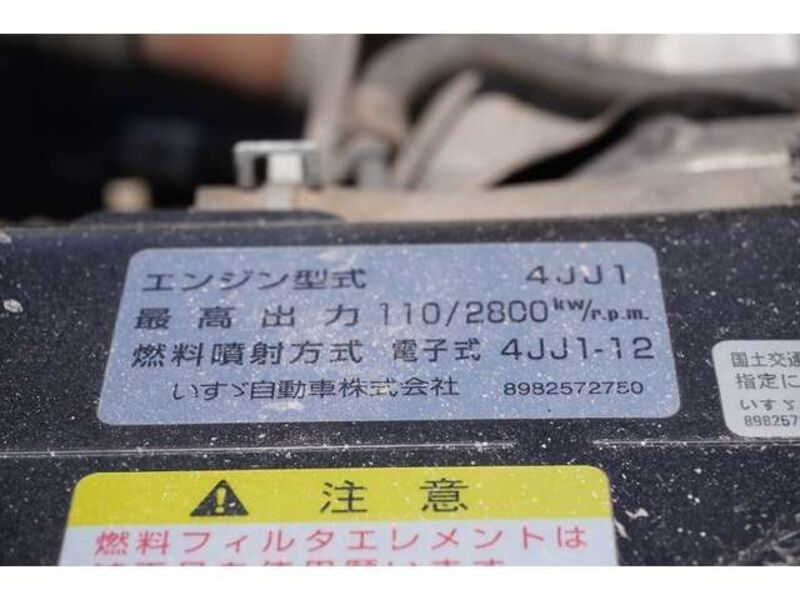 エンジン型式 4JJ1
最高出力 110/2800kw/r.p.m.
燃料噴射方式 電子式 4JJ1-12
いすゞ自動車株式会社 8982572750
国土交通
指定に
いすゞ
898257
⚠ 注意
燃料フィルタエレメントは